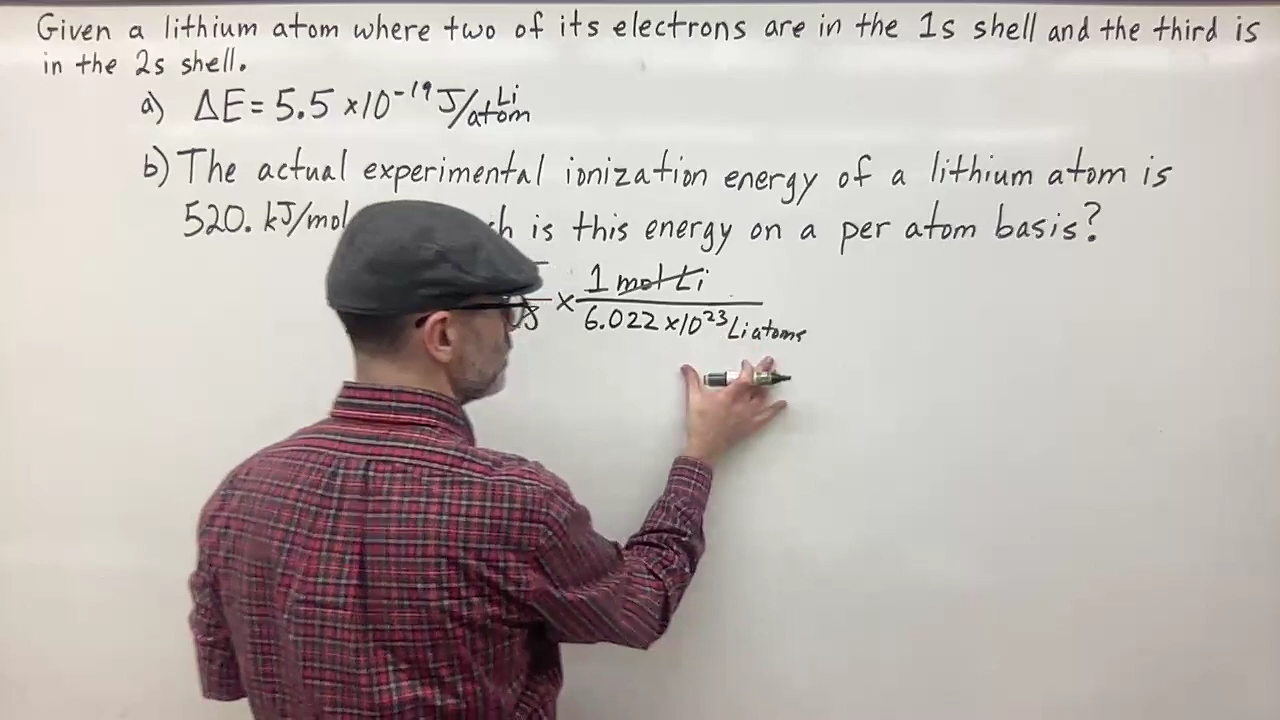 Given a lithium atom where two of its electrons are in the 1s shell and the third is
in the 2s shell.
a) ΔE = 5.5 ×10⁻¹⁹ J/atom Li
b) The actual experimental ionization energy of a lithium atom is
520. kJ/mol is this energy on a per atom basis?
× 1 mol Li
6.022 ×10²³ Li atoms